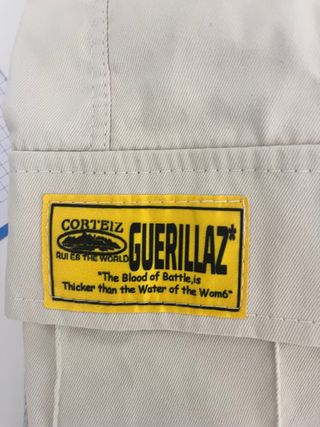 CORTEIZ
RULES THE WORLD
GUERILLAZ*
"The Blood of Battle,is
Thicker than the Water of the Wom6"